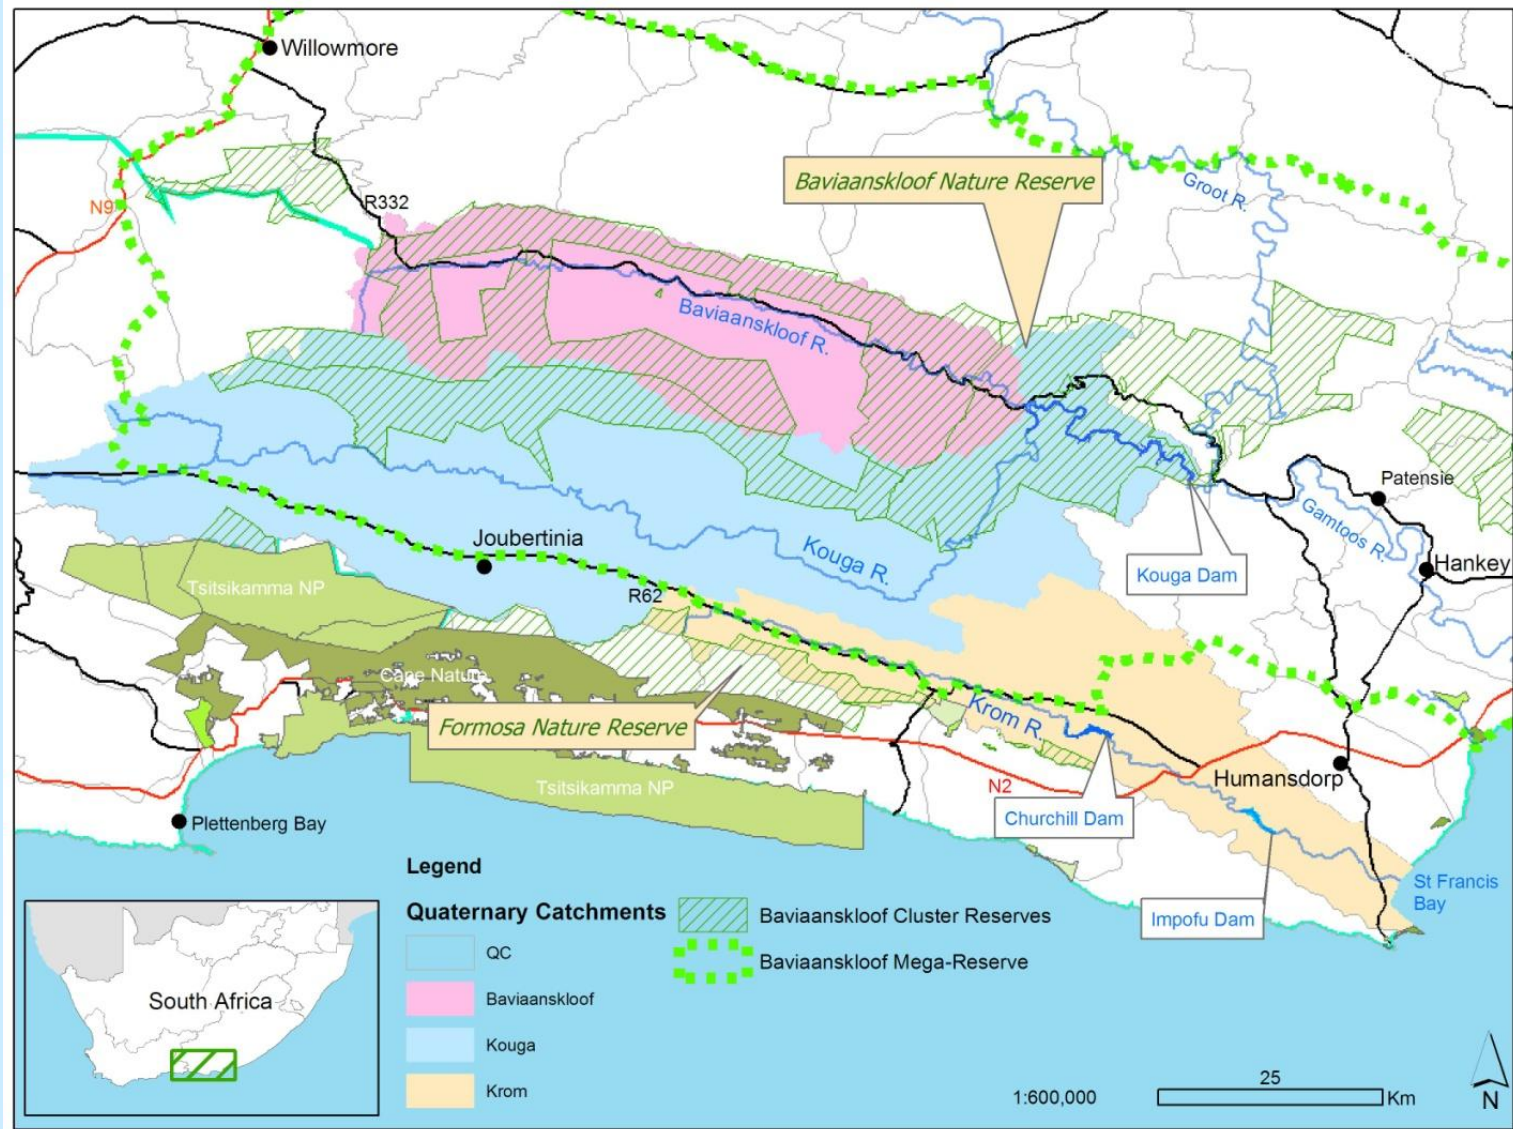 Willowmore
Baviaanskloof Nature Reserve
Groot R.
N9
R332
Baviaanskloof R.
Patensie
Gamtoos R.
Joubertinia
Kouga R.
Kouga Dam
Hankey
Tsitsikamma NP
R62
Cape Nature
Krom R.
Formosa Nature Reserve
Humansdorp
N2
Tsitsikamma NP
Churchill Dam
Plettenberg Bay
St Francis
Bay
Impofu Dam
Legend
Quaternary Catchments
QC
Baviaanskloof
Kouga
Krom
Baviaanskloof Cluster Reserves
Baviaanskloof Mega-Reserve
South Africa
1:600,000
25
Km
N